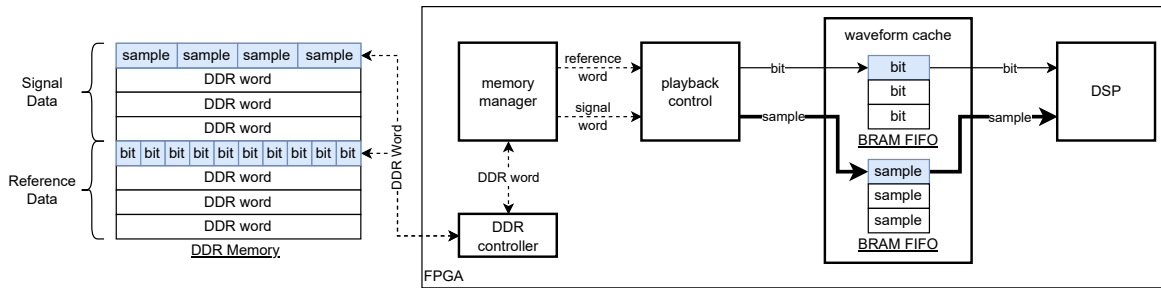 Signal
Data
Reference
Data
sample sample sample sample
DDR word
DDR word
DDR word
bit bit bit bit bit bit bit bit bit bit
DDR word
DDR word
DDR word
DDR Memory
DDR Word
FPGA
memory
manager
DDR word
DDR
controller
reference
word
signal
word
playback
control
bit
sample
waveform cache
bit
bit
bit
BRAM FIFO
sample
sample
sample
BRAM FIFO
bit
sample
DSP